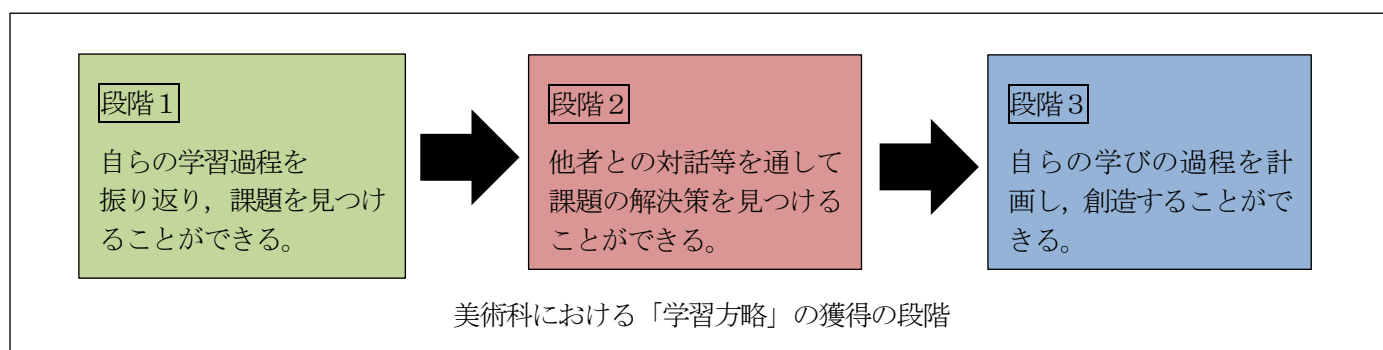 段階１
自らの学習過程を
振り返り，課題を見つけ
ることができる。
段階２
他者との対話等を通して
課題の解決策を見つける
ことができる。
段階３
自らの学びの過程を計
画し，創造することがで
きる。
美術科における「学習方略」の獲得の段階